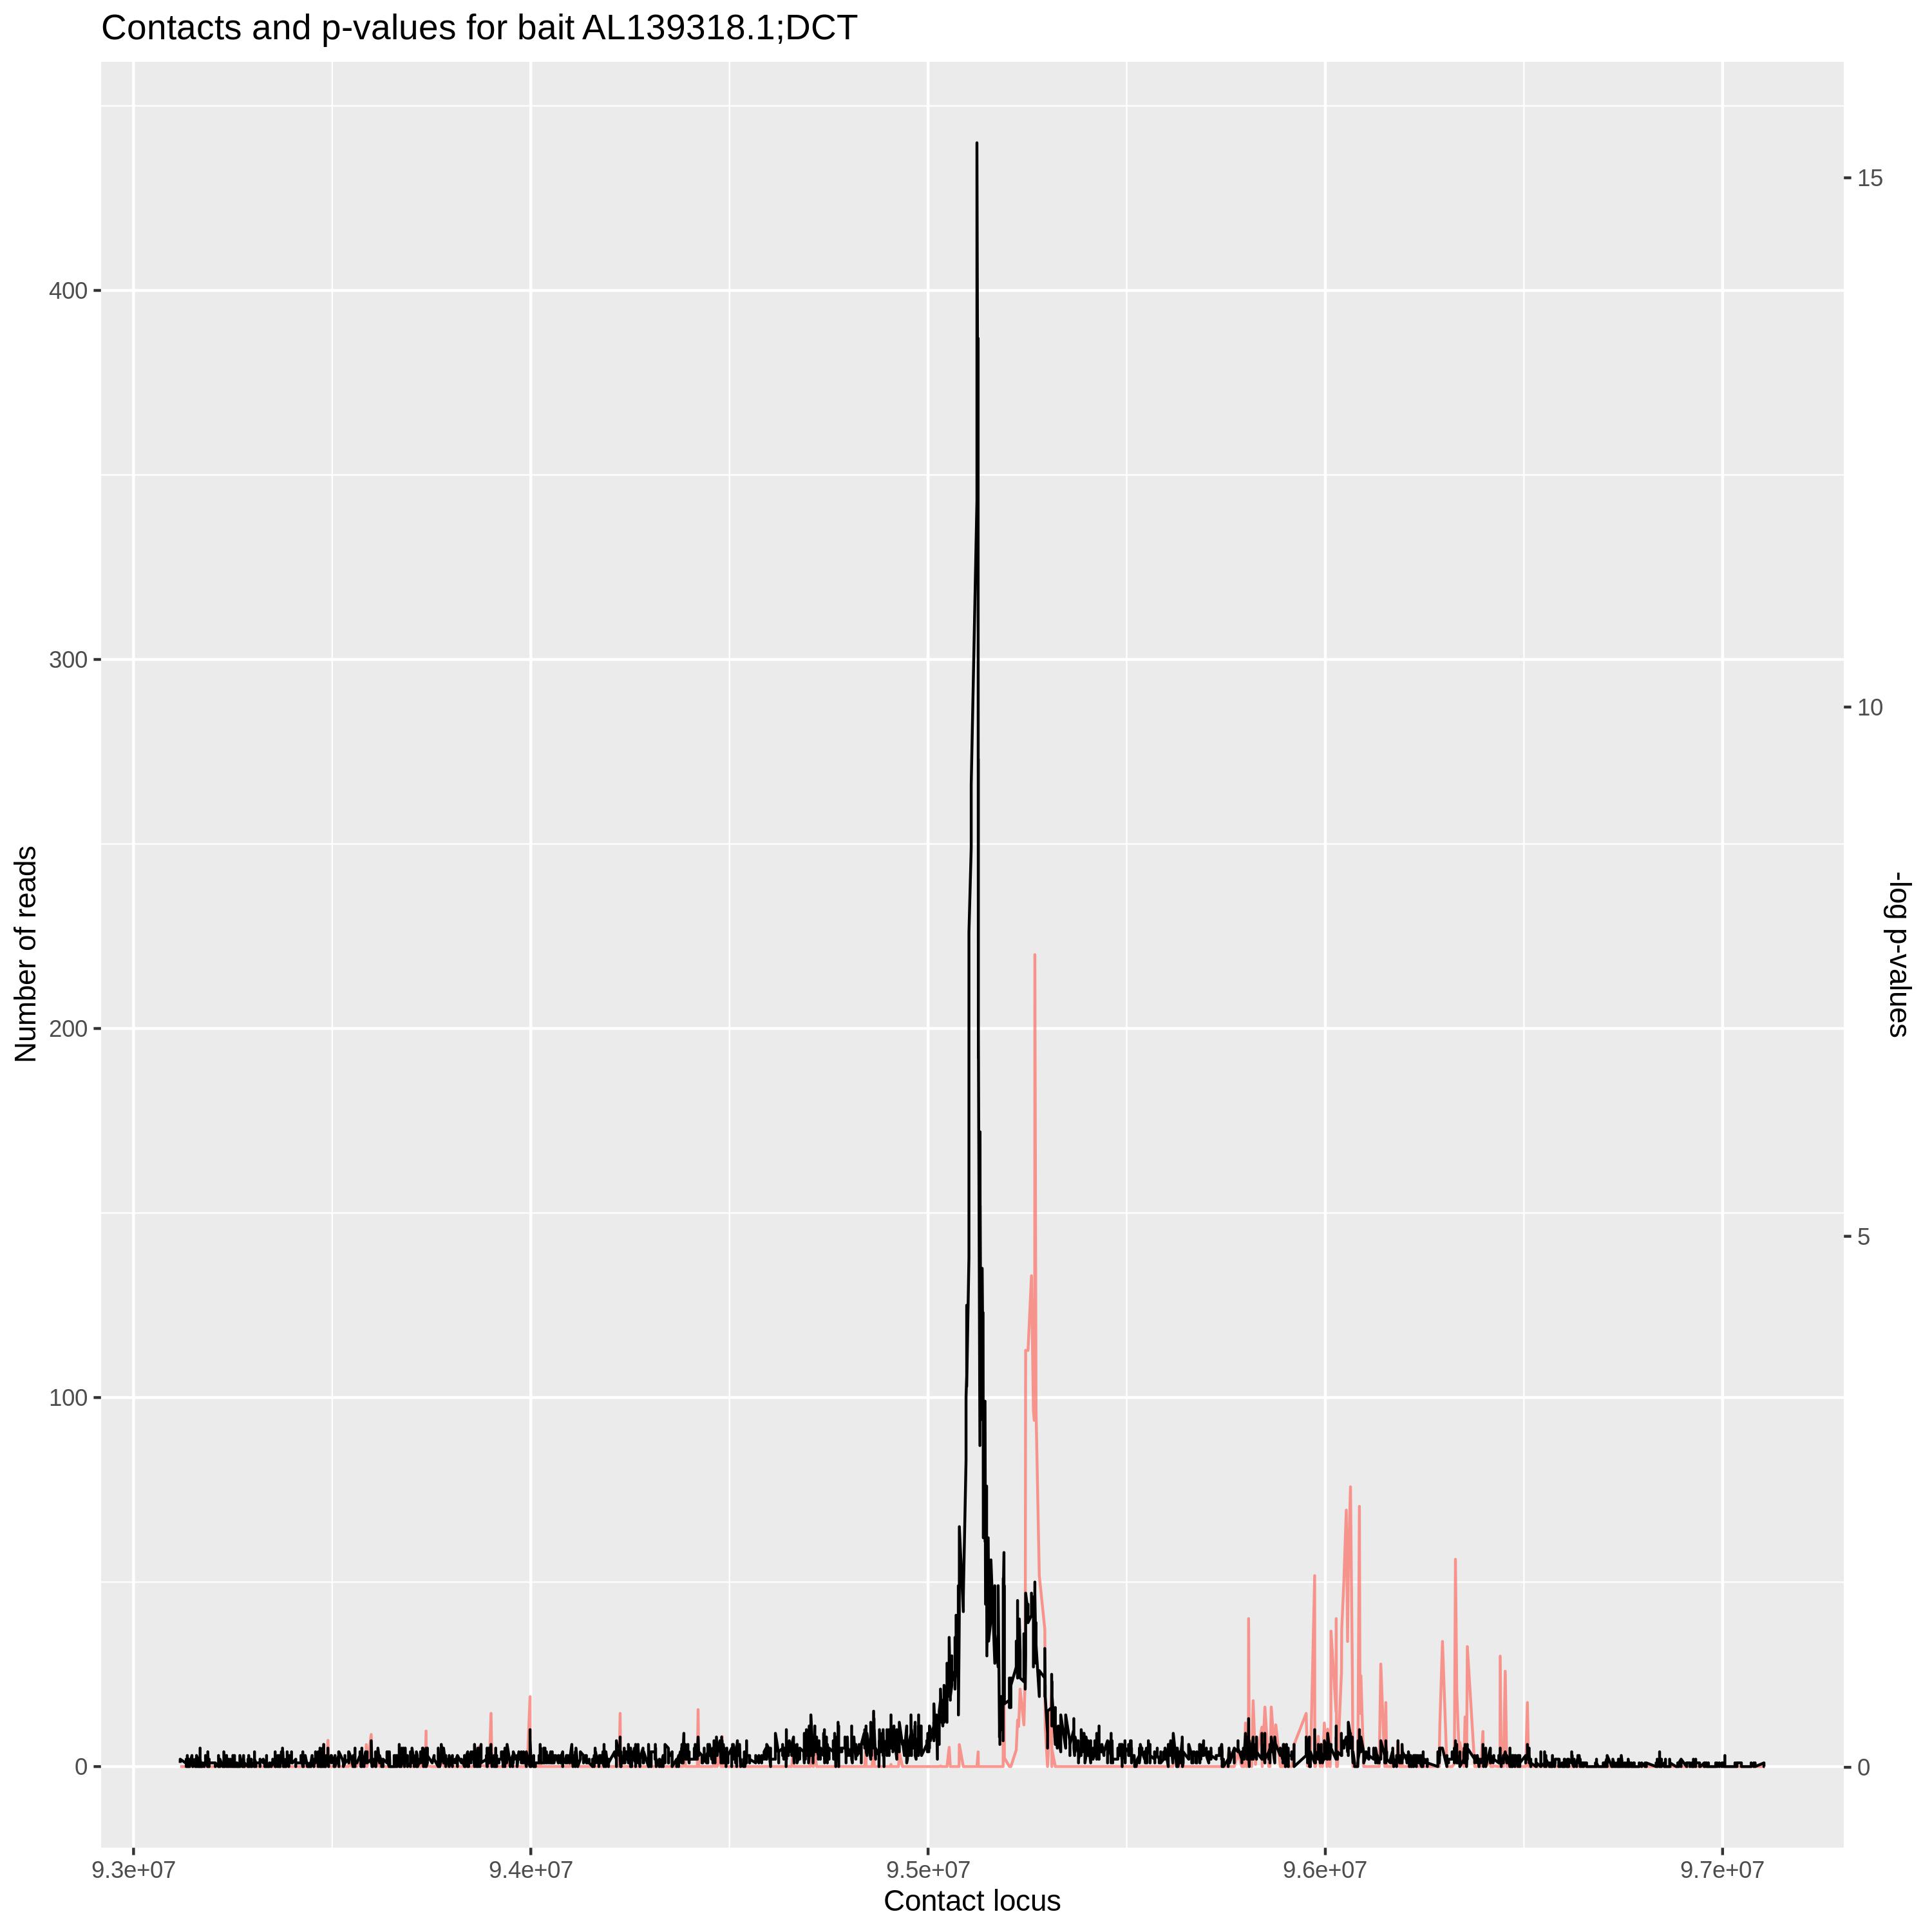 Contacts and p-values for bait AL139318.1;DCT
400
300
200
100
0
Number of reads
15
10
5
0
-log p-values
9.3e+07 9.4e+07 9.5e+07 9.6e+07 9.7e+07
Contact locus